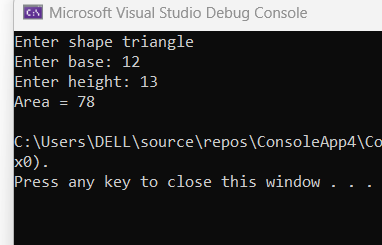 Microsoft Visual Studio Debug Console
Enter shape triangle
Enter base: 12
Enter height: 13
Area = 78
C:\Users\DELL\source\repos\ConsoleApp4\Co
x0).
Press any key to close this window . . .